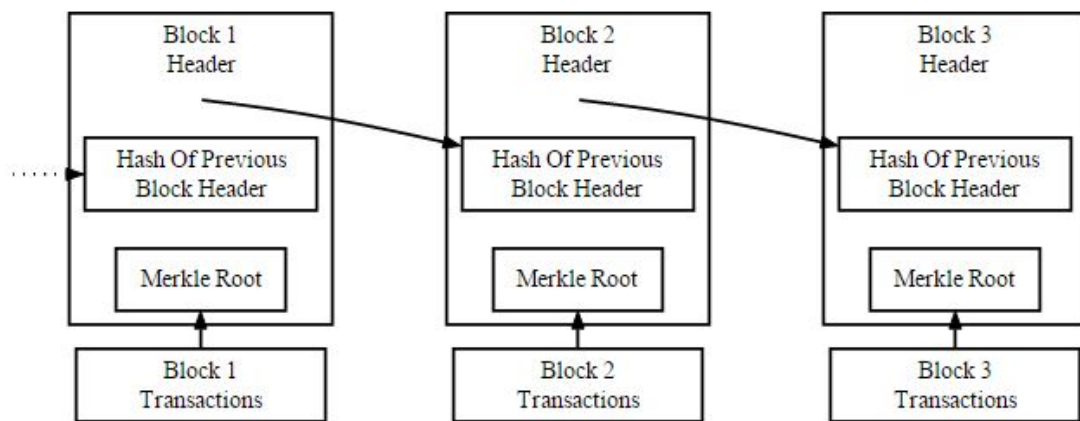 Block 1
Header
Block 2
Header
Block 3
Header
Hash Of Previous
Block Header
Hash Of Previous
Block Header
Hash Of Previous
Block Header
Merkle Root
Merkle Root
Merkle Root
Block 1
Transactions
Block 2
Transactions
Block 3
Transactions